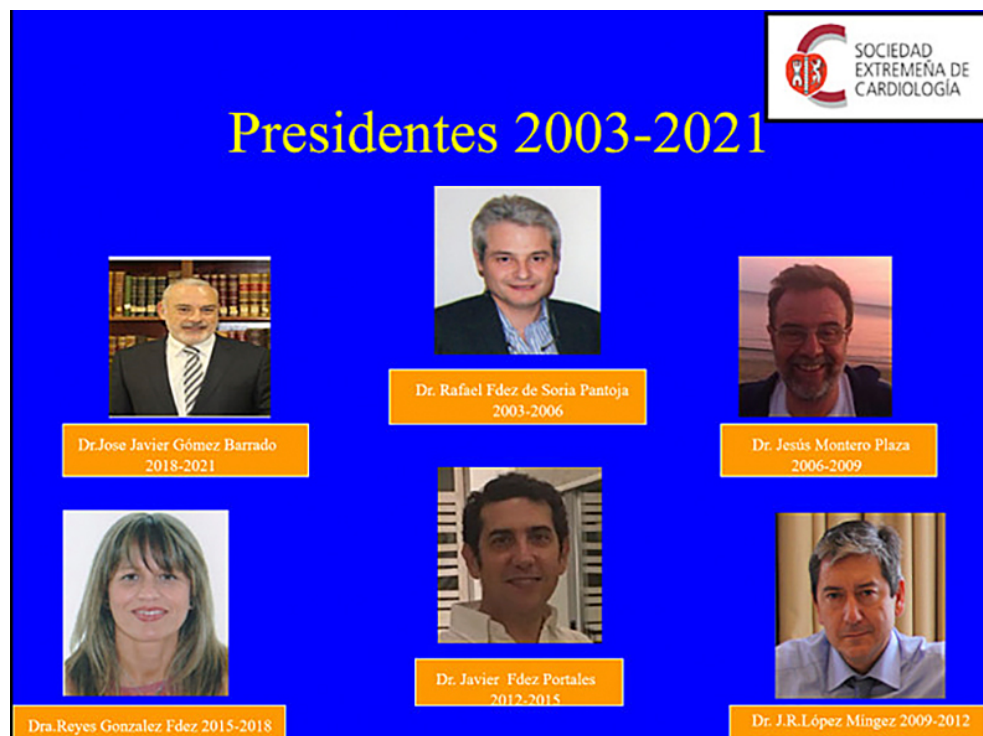 SOCIEDAD
EXTREMEÑA DE
CARDIOLOGÍA
Presidentes 2003-2021
Dr. Rafael Fdez de Soria Pantoja
2003-2006
Dr.Jose Javier Gómez Barrado
2018-2021
Dr. Jesús Montero Plaza
2006-2009
Dr. Javier Fdez Portales
2012-2015
Dra.Reyes Gonzalez Fdez 2015-2018
Dr. J.R.López Mingez 2009-2012